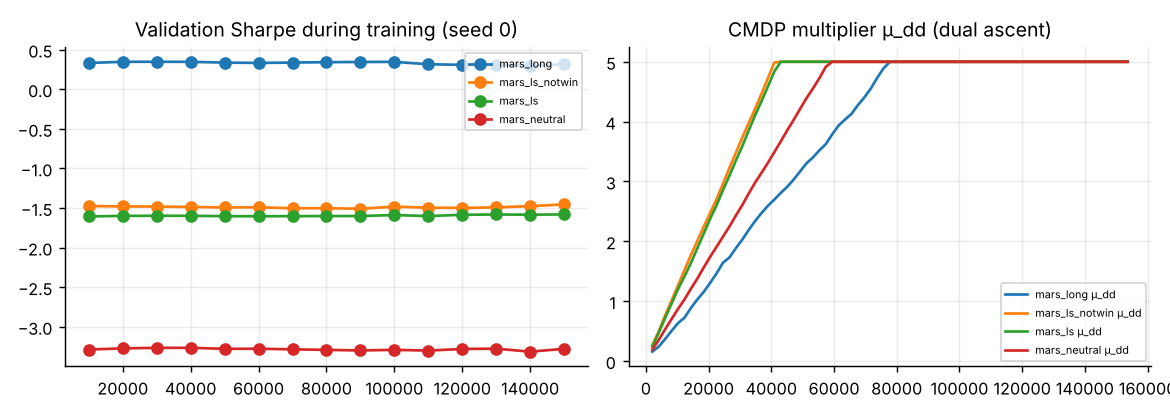 Validation Sharpe during training (seed 0)
0.5
0.0
−0.5
−1.0
−1.5
−2.0
−2.5
−3.0
20000 40000 60000 80000 100000 120000 140000
mars_long
mars_ls_notwin
mars_ls
mars_neutral
CMDP multiplier μ_dd (dual ascent)
5
4
3
2
1
0
0 20000 40000 60000 80000 100000 120000 140000 160000
mars_long μ_dd
mars_ls_notwin μ_dd
mars_ls μ_dd
mars_neutral μ_dd